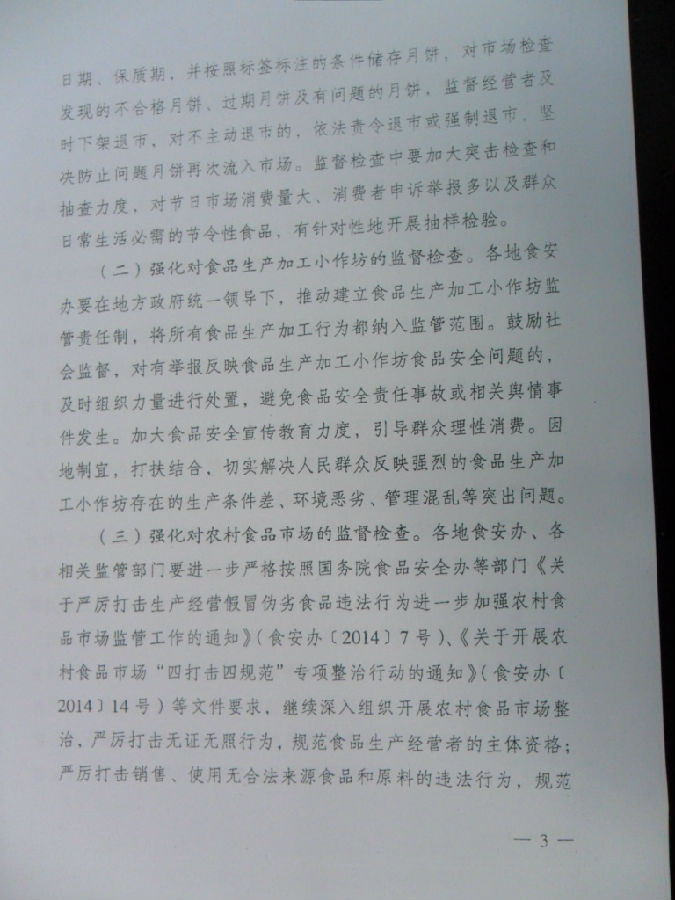 日期、保质期，并按照标签标注的条件储存月饼，对市场检查
发现的不合格月饼、过期月饼及有问题的月饼，监督经营者及
时下架退市，对不主动退市的，依法责令退市或强制退市，坚
决防止问题月饼再次流入市场。监督检查中要加大突击检查和
抽查力度，对节日市场消费量大、消费者申诉举报多以及群众
日常生活必需的节令性食品，有针对性地开展抽样检验。
（二）强化对食品生产加工小作坊的监督检查。各地食安
办要在地方政府统一领导下，推动建立食品生产加工小作坊监
管责任制，将所有食品生产加工行为都纳入监管范围。鼓励社
会监督，对有举报反映食品生产加工小作坊食品安全问题的，
及时组织力量进行处置，避免食品安全责任事故或相关舆情事
件发生。加大食品安全宣传教育力度，引导群众理性消费。因
地制宜，打扶结合，切实解决人民群众反映强烈的食品生产加
工小作坊存在的生产条件差、环境恶劣、管理混乱等突出问题。
（三）强化对农村食品市场的监督检查。各地食安办、各
相关监管部门要进一步严格按照国务院食品安全办等部门《关
于严厉打击生产经营假冒伪劣食品违法行为进一步加强农村食
品市场监管工作的通知》（食安办〔2014〕7号）、《关于开展农
村食品市场“四打击四规范”专项整治行动的通知》（食安办〔
2014〕14号）等文件要求，继续深入组织开展农村食品市场整
治，严厉打击无证无照行为，规范食品生产经营者的主体资格；
严厉打击销售、使用无合法来源食品和原料的违法行为，规范
— 3 —